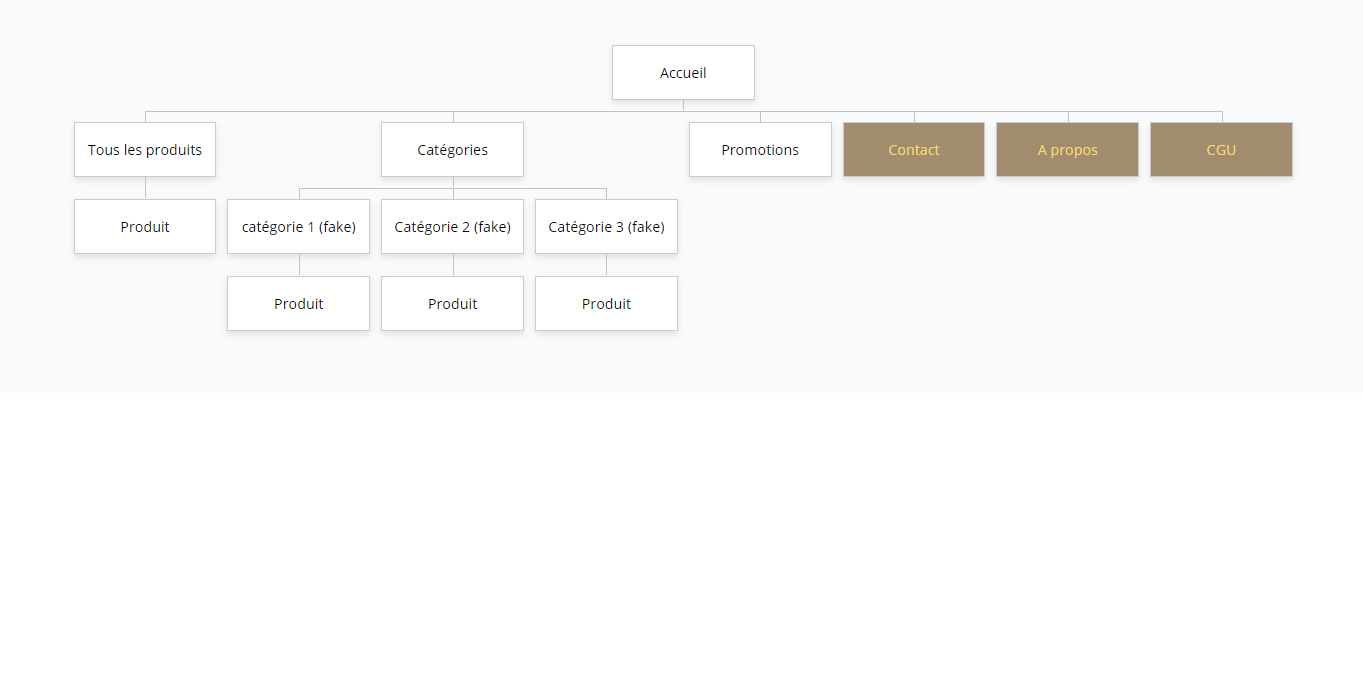 Accueil
Tous les produits
Catégories
Promotions
Contact
A propos
CGU
Produit
catégorie 1 (fake)
Catégorie 2 (fake)
Catégorie 3 (fake)
Produit
Produit
Produit